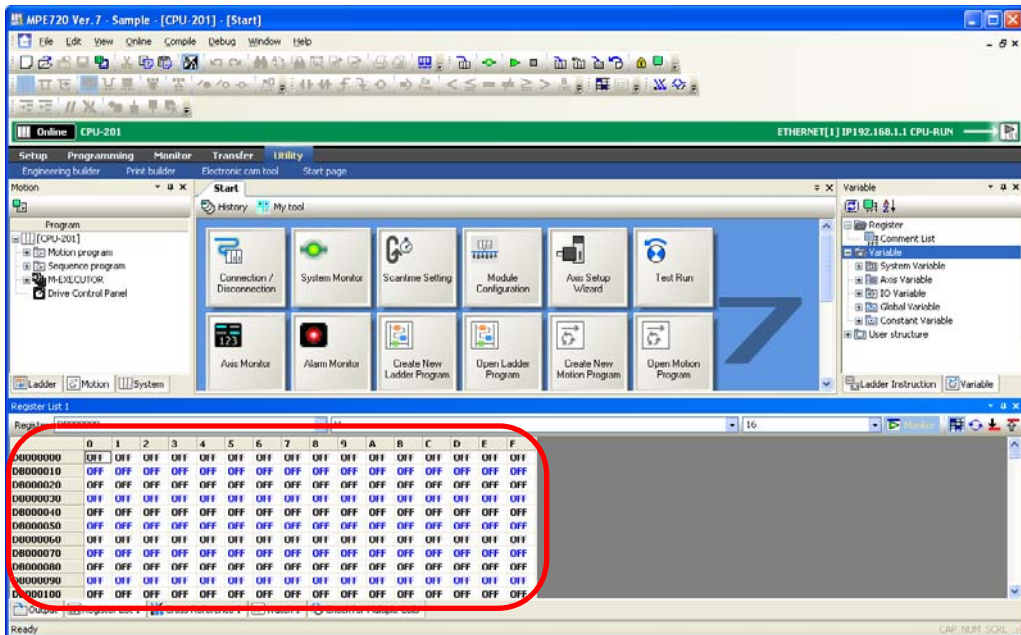 MPE720 Ver. 7 - Sample - [CPU-201] - [Start]
File Edit View Online Compile Debug Window Help
Online CPU-201 ETHERNET[1] IP192.168.1.1 CPU-RUN
Setup Programming Monitor Transfer Utility
Engineering builder Print builder Electronic cam tool Start page
Motion
Program
[CPU-201]
Motion program
Sequence program
M-EXECUTOR
Drive Control Panel
Ladder Motion System
Start
History My tool
Connection / Disconnection
System Monitor
Scantime Setting
Module Configuration
Axis Setup Wizard
Test Run
Axis Monitor
Alarm Monitor
Create New Ladder Program
Open Ladder Program
Create New Motion Program
Open Motion Program
7
Variable
Register
Comment List
Variable
System Variable
Axis Variable
IO Variable
Global Variable
Constant Variable
User structure
Ladder Instruction Variable
Register List 1
Register 16 Monitor
0 1 2 3 4 5 6 7 8 9 A B C D E F
DB000000 OFF OFF OFF OFF OFF OFF OFF OFF OFF OFF OFF OFF OFF OFF OFF OFF
DB000010 OFF OFF OFF OFF OFF OFF OFF OFF OFF OFF OFF OFF OFF OFF OFF OFF
DB000020 OFF OFF OFF OFF OFF OFF OFF OFF OFF OFF OFF OFF OFF OFF OFF OFF
DB000030 OFF OFF OFF OFF OFF OFF OFF OFF OFF OFF OFF OFF OFF OFF OFF OFF
DB000040 OFF OFF OFF OFF OFF OFF OFF OFF OFF OFF OFF OFF OFF OFF OFF OFF
DB000050 OFF OFF OFF OFF OFF OFF OFF OFF OFF OFF OFF OFF OFF OFF OFF OFF
DB000060 OFF OFF OFF OFF OFF OFF OFF OFF OFF OFF OFF OFF OFF OFF OFF OFF
DB000070 OFF OFF OFF OFF OFF OFF OFF OFF OFF OFF OFF OFF OFF OFF OFF OFF
DB000080 OFF OFF OFF OFF OFF OFF OFF OFF OFF OFF OFF OFF OFF OFF OFF OFF
DB000090 OFF OFF OFF OFF OFF OFF OFF OFF OFF OFF OFF OFF OFF OFF OFF OFF
DB000100 OFF OFF OFF OFF OFF OFF OFF OFF OFF OFF OFF OFF OFF OFF OFF OFF
Output
Ready CAP NUM SCRL